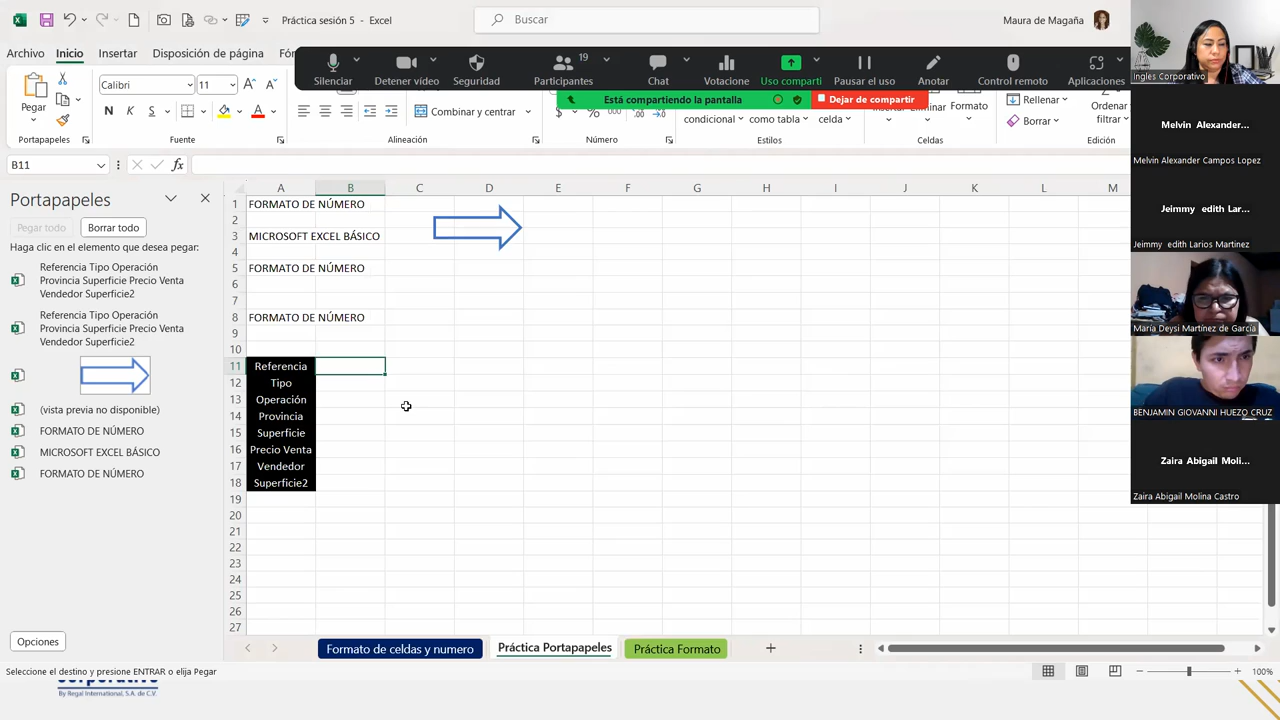 Práctica sesión 5 - Excel
Buscar
Maura de Magaña
Archivo Inicio Insertar Disposición de página Fór
Silenciar Detener video Seguridad Participantes 19 Chat Votacione Uso comparti Pausar el uso Anotar Control remoto Aplicaciones
Está compartiendo la pantalla Dejar de compartir
Pegar
Calibri 11
N K S
Combinar y centrar
$ % 000
condicional como tabla celda
Insertar Eliminar Formato
Rellenar
Borrar
Ordenar
filtrar
Portapapeles Fuente Alineación Número Estilos Celdas Edición
B11 fx
Portapapeles
Pegar todo Borrar todo
Haga clic en el elemento que desea pegar:
Referencia Tipo Operación
Provincia Superficie Precio Venta
Vendedor Superficie2
Referencia Tipo Operación
Provincia Superficie Precio Venta
Vendedor Superficie2
(vista previa no disponible)
FORMATO DE NÚMERO
MICROSOFT EXCEL BÁSICO
FORMATO DE NÚMERO
Opciones
A B C D E F G H I J K L M
1 FORMATO DE NÚMERO
2
3 MICROSOFT EXCEL BÁSICO
4
5 FORMATO DE NÚMERO
6
7
8 FORMATO DE NÚMERO
9
10
11 Referencia
12 Tipo
13 Operación
14 Provincia
15 Superficie
16 Precio Venta
17 Vendedor
18 Superficie2
19
20
21
22
23
24
25
26
27
Formato de celdas y numero Práctica Portapapeles Práctica Formato
Seleccione el destino y presione ENTRAR o elija Pegar
100%
By Regal International, S.A. de C.V.
Ingles Corporativo
Melvin Alexander...
Melvin Alexander Campos Lopez
Jeimmy edith Lar...
Jeimmy edith Larios Martinez
María Deysi Martínez de García
BENJAMIN GIOVANNI HUEZO CRUZ
Zaira Abigail Moli...
Zaira Abigail Molina Castro